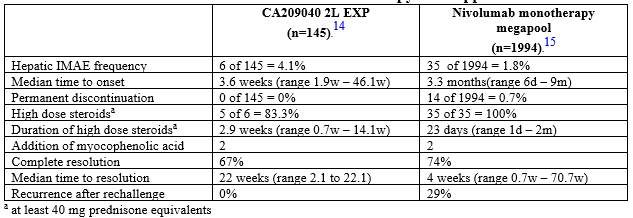 CA209040 2L EXP (n=145).14 Nivolumab monotherapy megapool (n=1994).15
Hepatic IMAE frequency 6 of 145 = 4.1% 35 of 1994 = 1.8%
Median time to onset 3.6 weeks (range 1.9w – 46.1w) 3.3 months(range 6d – 9m)
Permanent discontinuation 0 of 145 = 0% 14 of 1994 = 0.7%
High dose steroidsa 5 of 6 = 83.3% 35 of 35 = 100%
Duration of high dose steroidsa 2.9 weeks (range 0.7w – 14.1w) 23 days (range 1d – 2m)
Addition of myocophenolic acid 2 2
Complete resolution 67% 74%
Median time to resolution 22 weeks (range 2.1 to 22.1) 4 weeks (range 0.7w – 70.7w)
Recurrence after rechallenge 0% 29%
a at least 40 mg prednisone equivalents